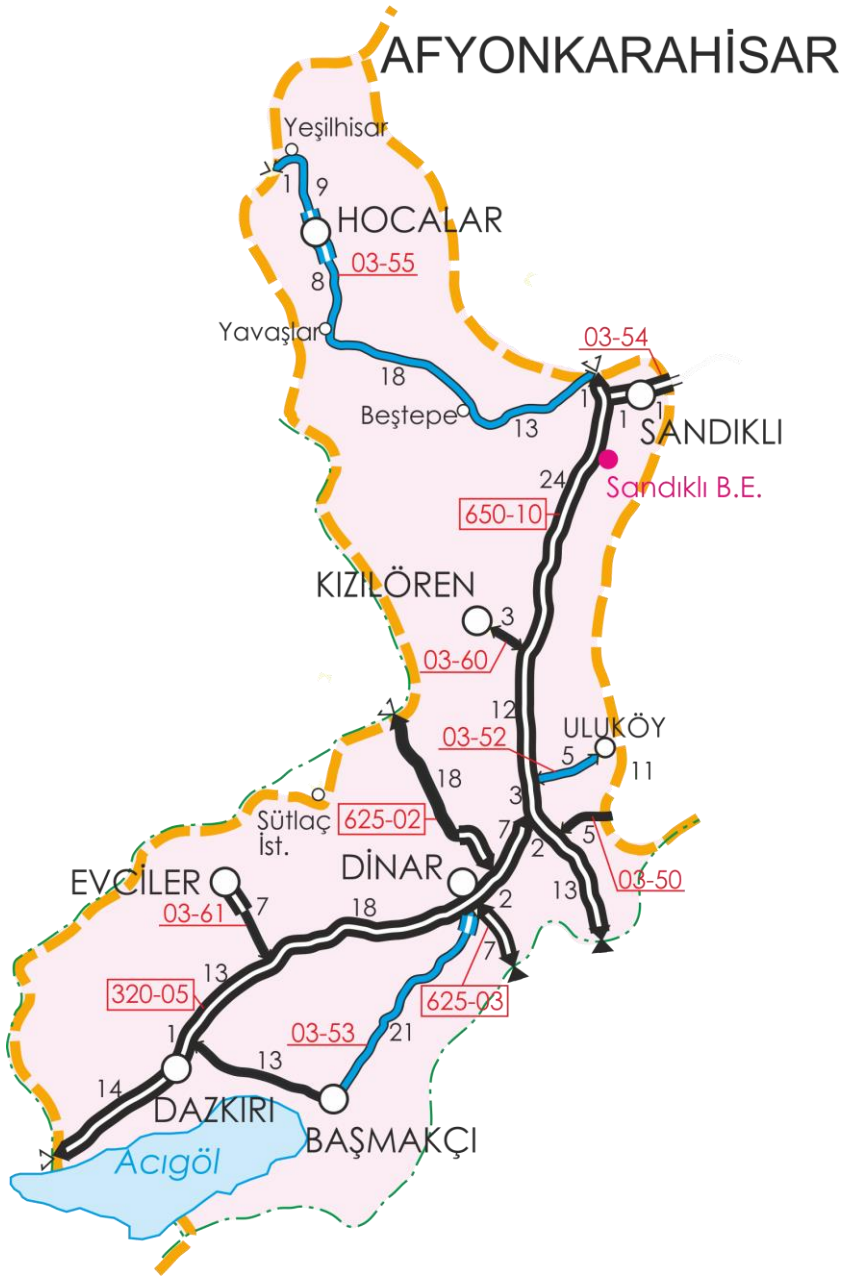 AFYONKARAHİSAR
Yeşilhisar
1
9
HOCALAR
03-55
8
Yavaşlar
18
03-54
Beştepe
13
1
1
1
SANDIKLI
24
Sandıklı B.E.
650-10
KIZILÖREN
3
03-60
12
ULUKÖY
03-52
5
11
18
3
Sütlaç
İst.
625-02
7
2
5
03-50
DİNAR
EVCİLER
7
03-61
18
2
13
7
13
320-05
625-03
1
03-53
21
13
14
DAZKIRI
BAŞMAKÇI
Acıgöl